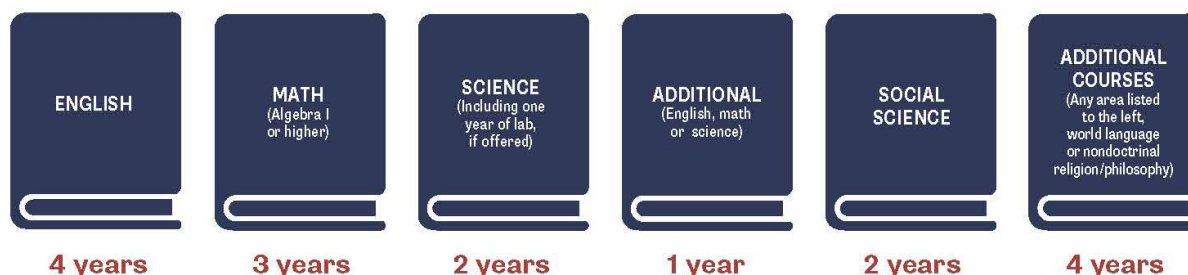 ENGLISH
4 years
MATH
(Algebra I
or higher)
3 years
SCIENCE
(Including one
year of lab,
if offered)
2 years
ADDITIONAL
(English, math
or science)
1 year
SOCIAL
SCIENCE
2 years
ADDITIONAL
COURSES
(Any area listed
to the left,
world language
or nondoctrinal
religion/philosophy)
4 years